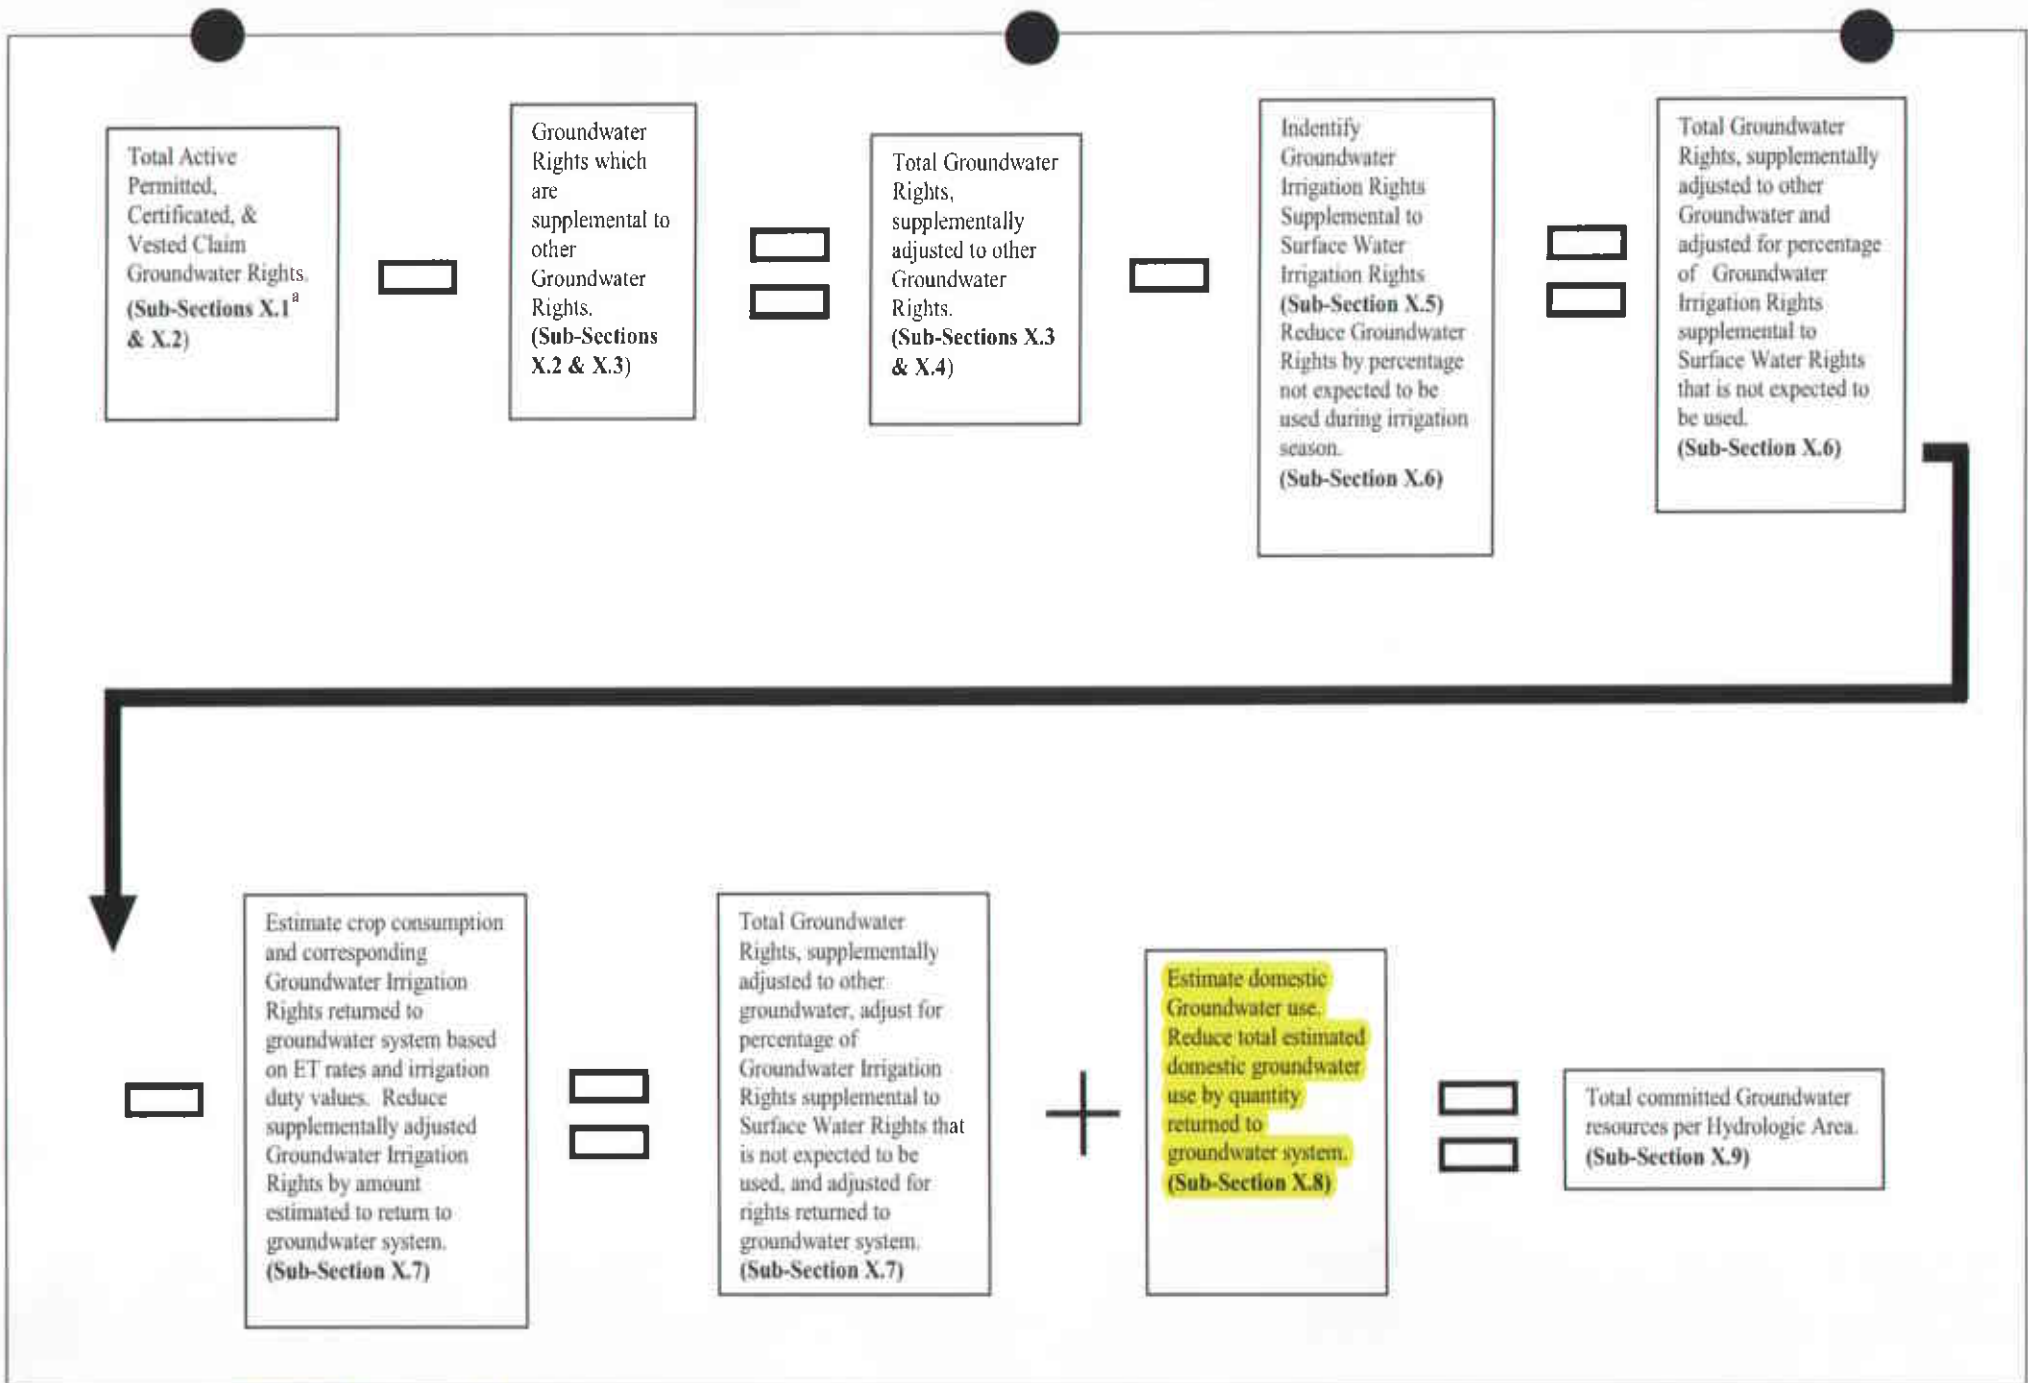 Total Active
Permitted,
Certificated, &
Vested Claim
Groundwater Rights.
(Sub-Sections X.1a
& X.2)
Groundwater
Rights which
are
supplemental to
other
Groundwater
Rights.
(Sub-Sections
X.2 & X.3)
Total Groundwater
Rights,
supplementally
adjusted to other
Groundwater
Rights.
(Sub-Sections X.3
& X.4)
Indentify
Groundwater
Irrigation Rights
Supplemental to
Surface Water
Irrigation Rights
(Sub-Section X.5)
Reduce Groundwater
Rights by percentage
not expected to be
used during irrigation
season.
(Sub-Section X.6)
Total Groundwater
Rights, supplementally
adjusted to other
Groundwater and
adjusted for percentage
of Groundwater
Irrigation Rights
supplemental to
Surface Water Rights
that is not expected to
be used.
(Sub-Section X.6)
Estimate crop consumption
and corresponding
Groundwater Irrigation
Rights returned to
groundwater system based
on ET rates and irrigation
duty values. Reduce
supplementally adjusted
Groundwater Irrigation
Rights by amount
estimated to return to
groundwater system.
(Sub-Section X.7)
Total Groundwater
Rights, supplementally
adjusted to other
groundwater, adjust for
percentage of
Groundwater Irrigation
Rights supplemental to
Surface Water Rights that
is not expected to be
used, and adjusted for
rights returned to
groundwater system.
(Sub-Section X.7)
Estimate domestic
Groundwater use.
Reduce total estimated
domestic groundwater
use by quantity
returned to
groundwater system.
(Sub-Section X.8)
Total committed Groundwater
resources per Hydrologic Area.
(Sub-Section X.9)